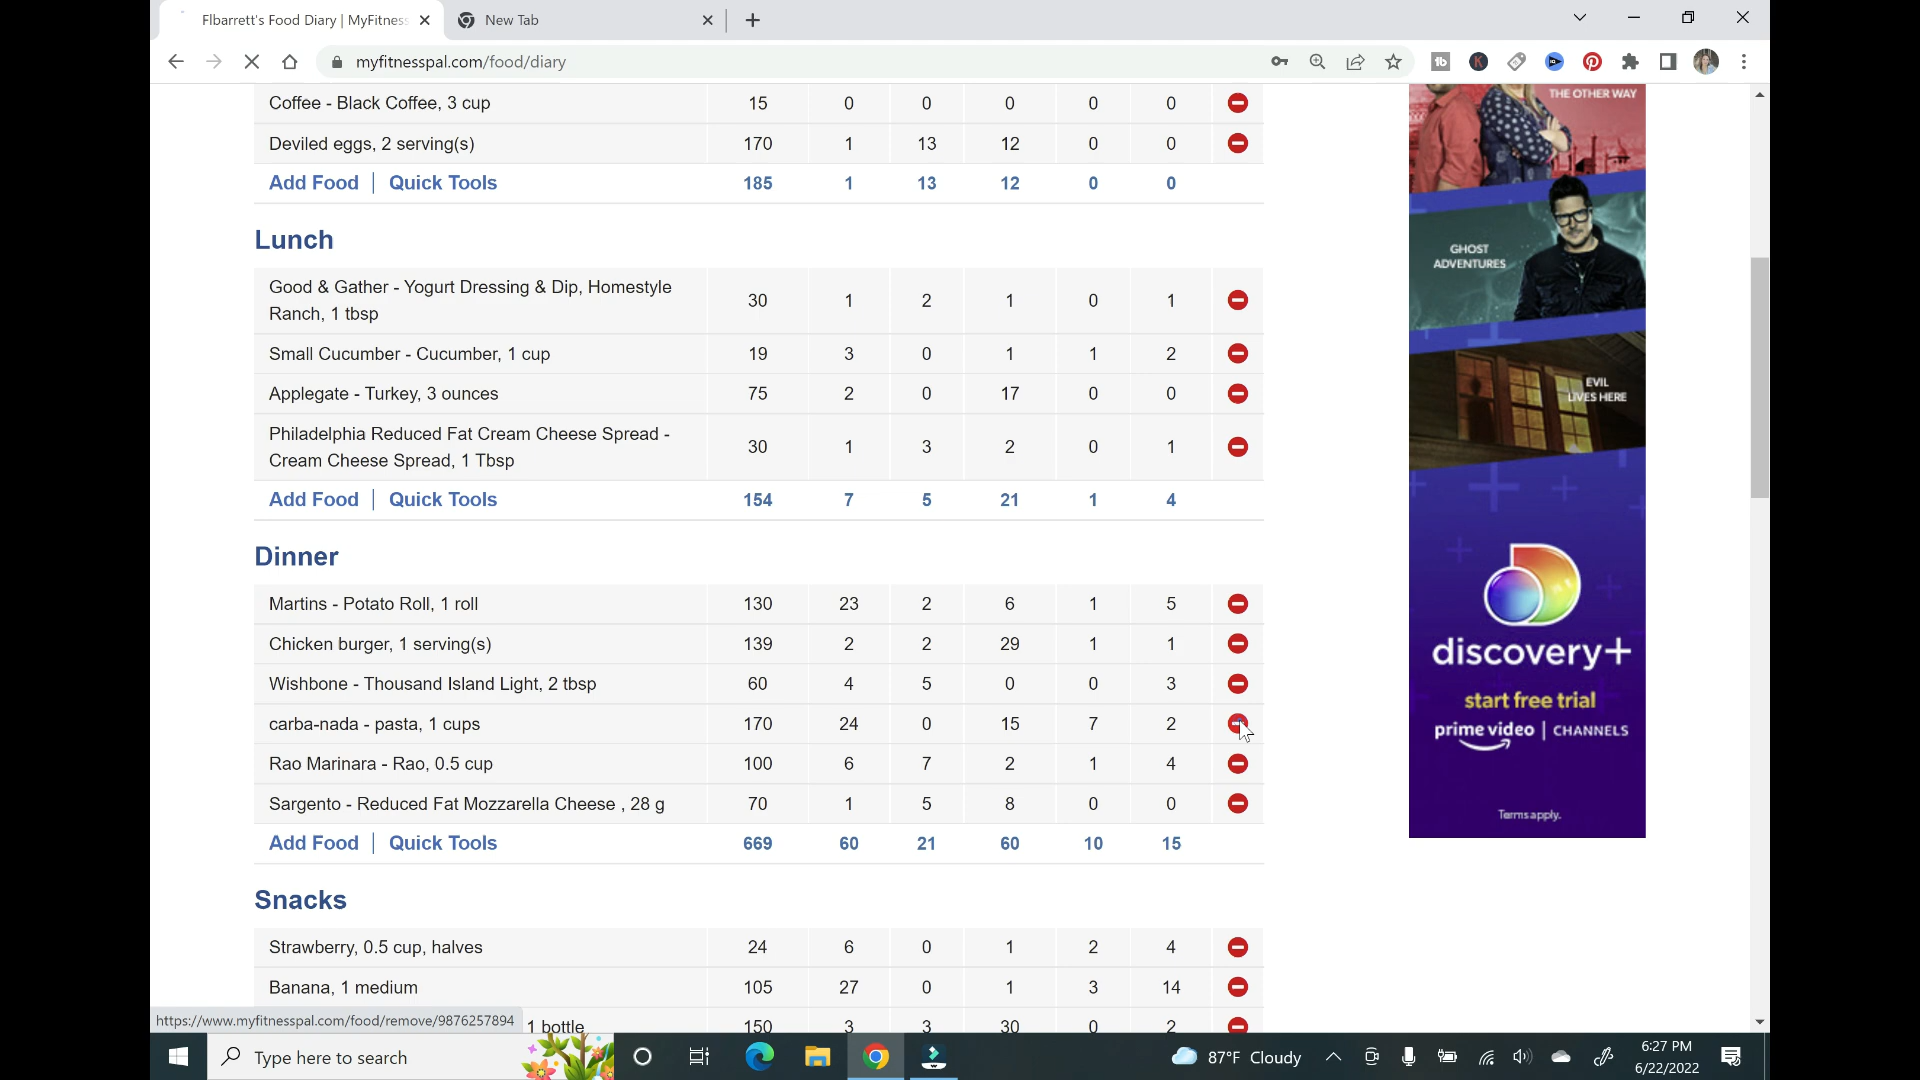 Flbarrett's Food Diary | MyFitness
New Tab
myfitnesspal.com/food/diary
Coffee - Black Coffee, 3 cup 15 0 0 0 0 0
Deviled eggs, 2 serving(s) 170 1 13 12 0 0
Add Food | Quick Tools 185 1 13 12 0 0
Lunch
Good & Gather - Yogurt Dressing & Dip, Homestyle
Ranch, 1 tbsp 30 1 2 1 0 1
Small Cucumber - Cucumber, 1 cup 19 3 0 1 1 2
Applegate - Turkey, 3 ounces 75 2 0 17 0 0
Philadelphia Reduced Fat Cream Cheese Spread -
Cream Cheese Spread, 1 Tbsp 30 1 3 2 0 1
Add Food | Quick Tools 154 7 5 21 1 4
Dinner
Martins - Potato Roll, 1 roll 130 23 2 6 1 5
Chicken burger, 1 serving(s) 139 2 2 29 1 1
Wishbone - Thousand Island Light, 2 tbsp 60 4 5 0 0 3
carba-nada - pasta, 1 cups 170 24 0 15 7 2
Rao Marinara - Rao, 0.5 cup 100 6 7 2 1 4
Sargento - Reduced Fat Mozzarella Cheese , 28 g 70 1 5 8 0 0
Add Food | Quick Tools 669 60 21 60 10 15
Snacks
Strawberry, 0.5 cup, halves 24 6 0 1 2 4
Banana, 1 medium 105 27 0 1 3 14
1 bottle 150 3 3 30 0 2
https://www.myfitnesspal.com/food/remove/9876257894
THE OTHER WAY
GHOST
ADVENTURES
EVIL
LIVES HERE
discovery+
start free trial
prime video | CHANNELS
Terms apply.
Type here to search
87°F Cloudy
6:27 PM
6/22/2022